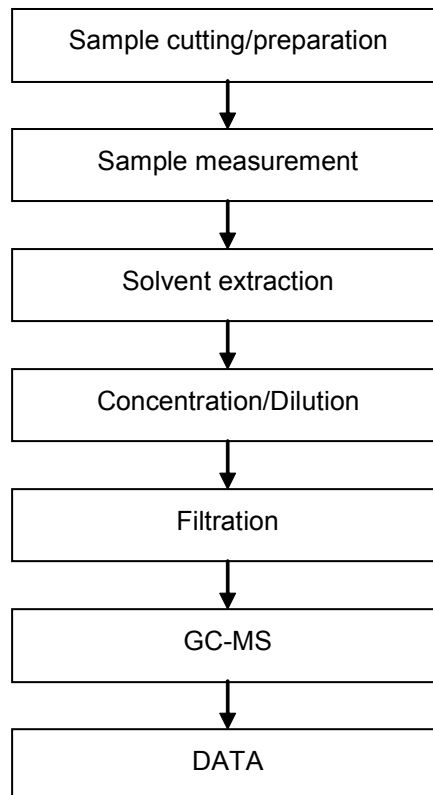 Sample cutting/preparation
Sample measurement
Solvent extraction
Concentration/Dilution
Filtration
GC-MS
DATA